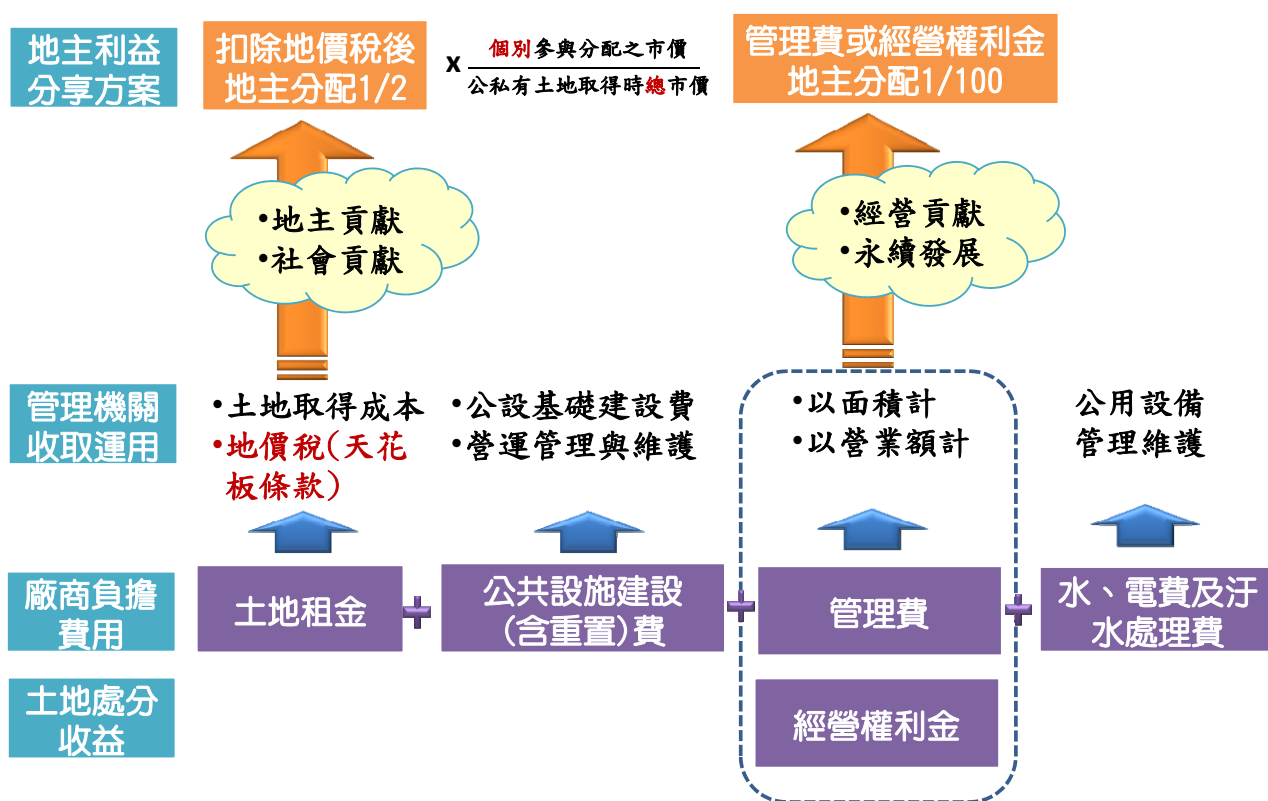 地主利益
分享方案
扣除地價稅後
地主分配1/2
x
個別參與分配之市價
公私有土地取得時總市價
管理費或經營權利金
地主分配1/100
•地主貢獻
•社會貢獻
•經營貢獻
•永續發展
管理機關
收取運用
•土地取得成本
•地價稅(天花
板條款)
•公設基礎建設費
•營運管理與維護
•以面積計
•以營業額計
公用設備
管理維護
廠商負擔
費用
土地租金
+
公共設施建設
(含重置)費
+
管理費
+
水、電費及汙
水處理費
土地處分
收益
經營權利金